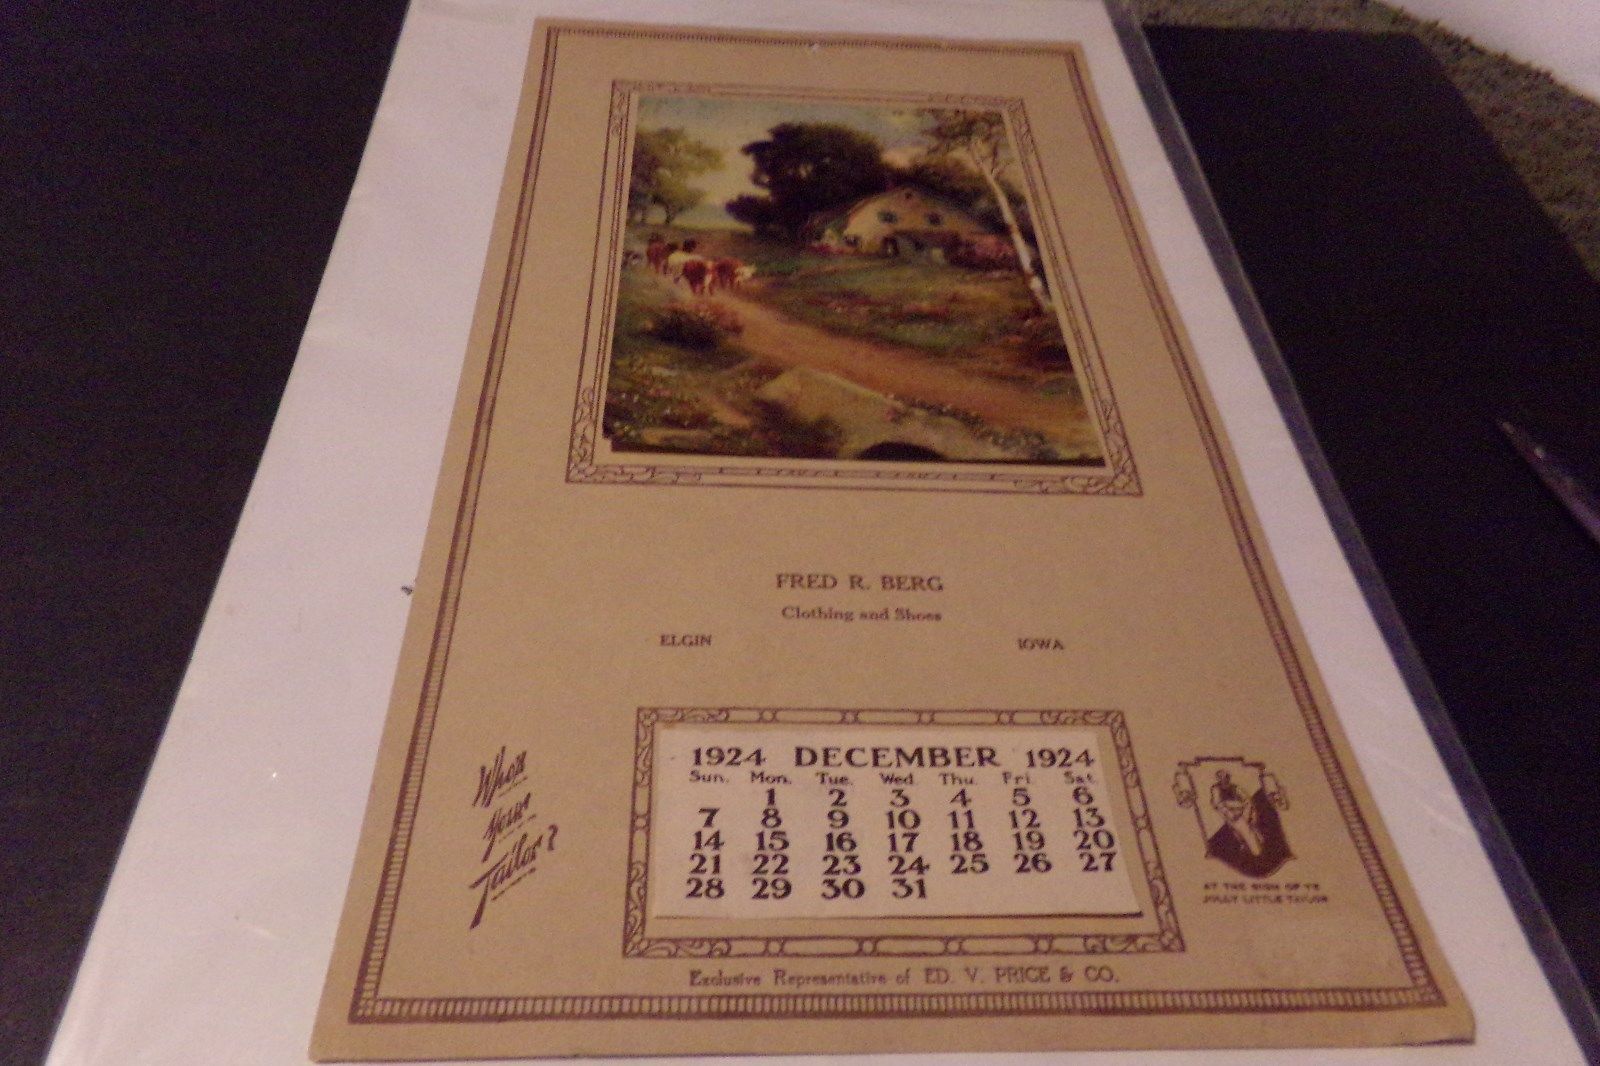 FRED R. BERG
Clothing and Shoes
ELGIN IOWA
Who's
Your
Tailor?
1924 DECEMBER 1924
Sun. Mon. Tue. Wed. Thu. Fri. Sat.
1 2 3 4 5 6
7 8 9 10 11 12 13
14 15 16 17 18 19 20
21 22 23 24 25 26 27
28 29 30 31
AT THE SIGN OF YE
JOLLY LITTLE TAILOR
Exclusive Representative of ED. V. PRICE & CO.